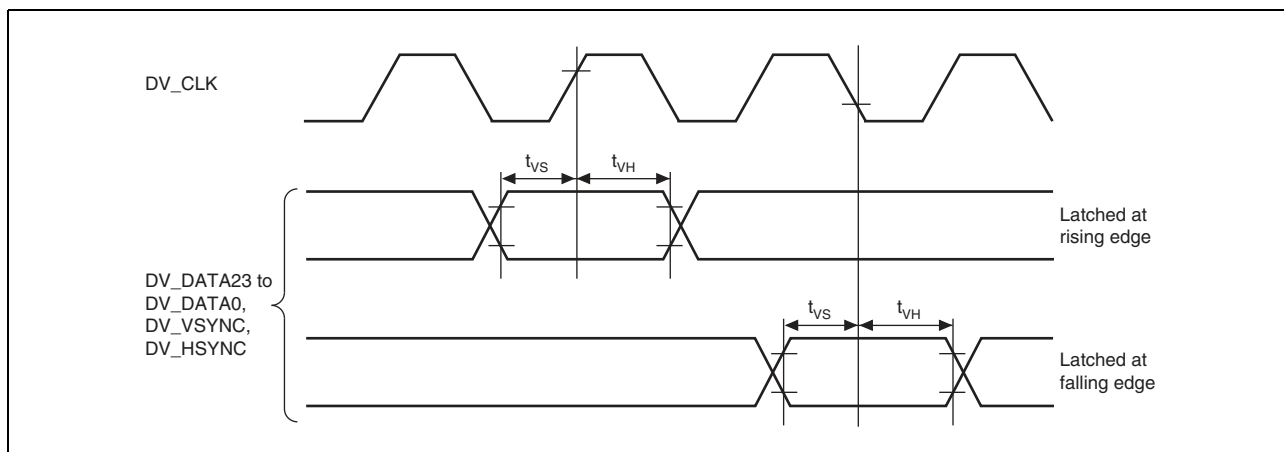 DV_CLK
tVS
tVH
Latched at
rising edge
DV_DATA23 to
DV_DATA0,
DV_VSYNC,
DV_HSYNC
tVS
tVH
Latched at
falling edge